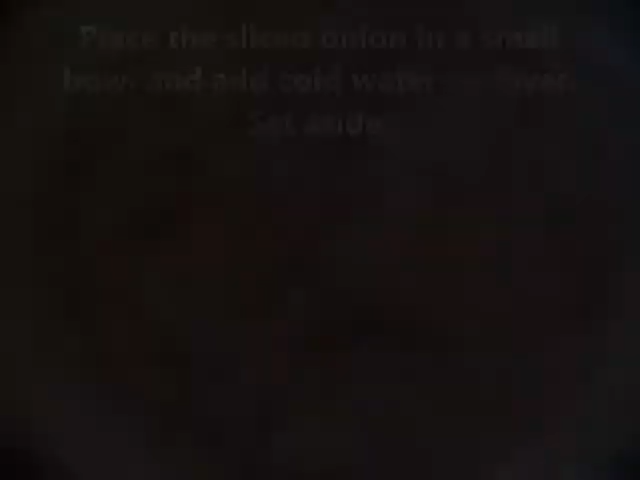 Place the sliced onion in a small
bowl and add cold water to cover.
Set aside.